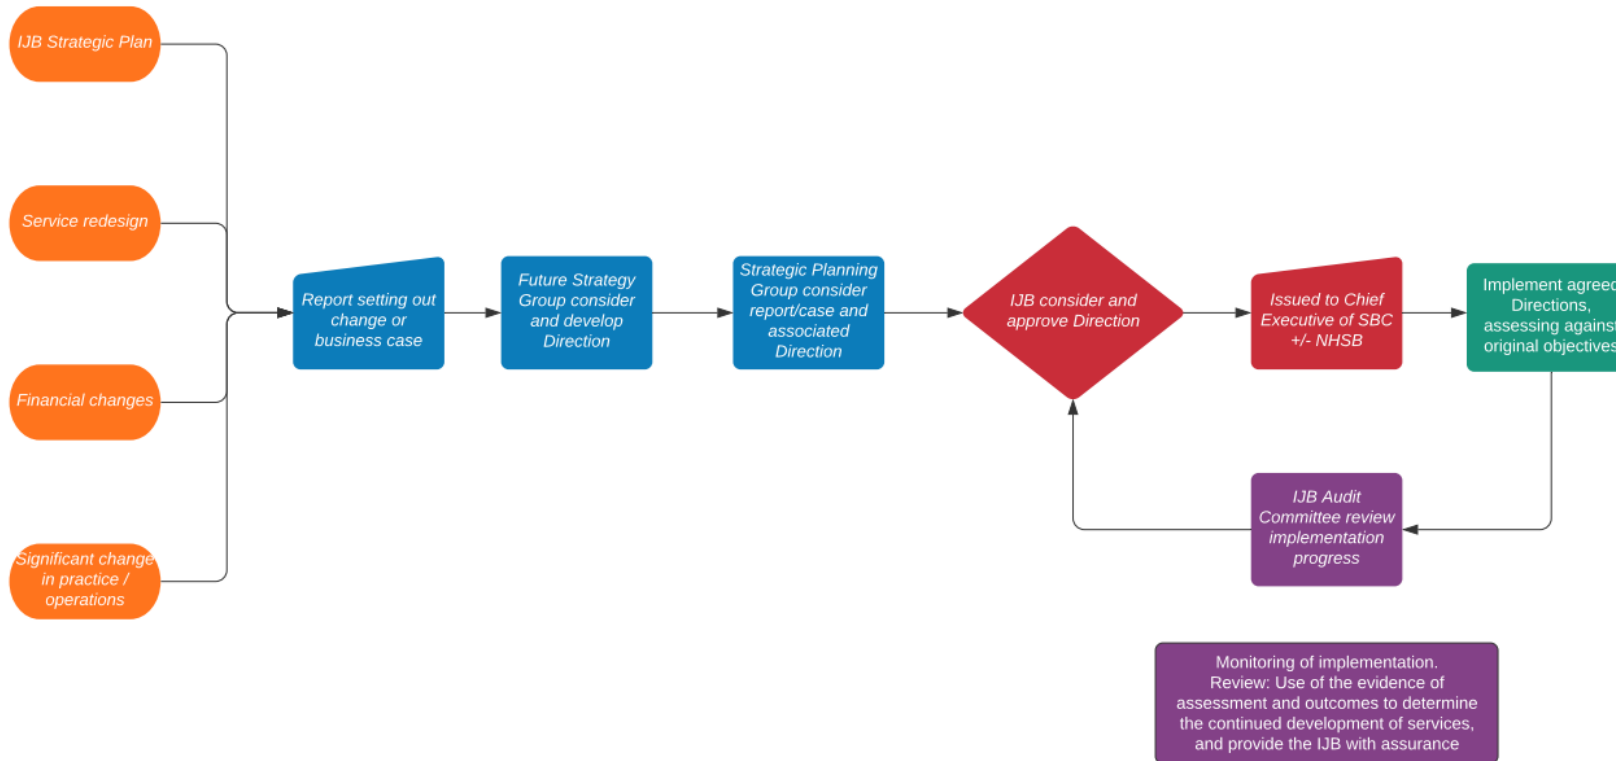 IJB Strategic Plan
Service redesign
Financial changes
Significant change
in practice /
operations
Report setting out
change or
business case
Future Strategy
Group consider
and develop
Direction
Strategic Planning
Group consider
report/case and
associated
Direction
IJB consider and
approve Direction
Issued to Chief
Executive of SBC
+/- NHSB
Implement agreed
Directions,
assessing against
original objectives
IJB Audit
Committee review
implementation
progress
Monitoring of implementation.
Review: Use of the evidence of
assessment and outcomes to determine
the continued development of services,
and provide the IJB with assurance